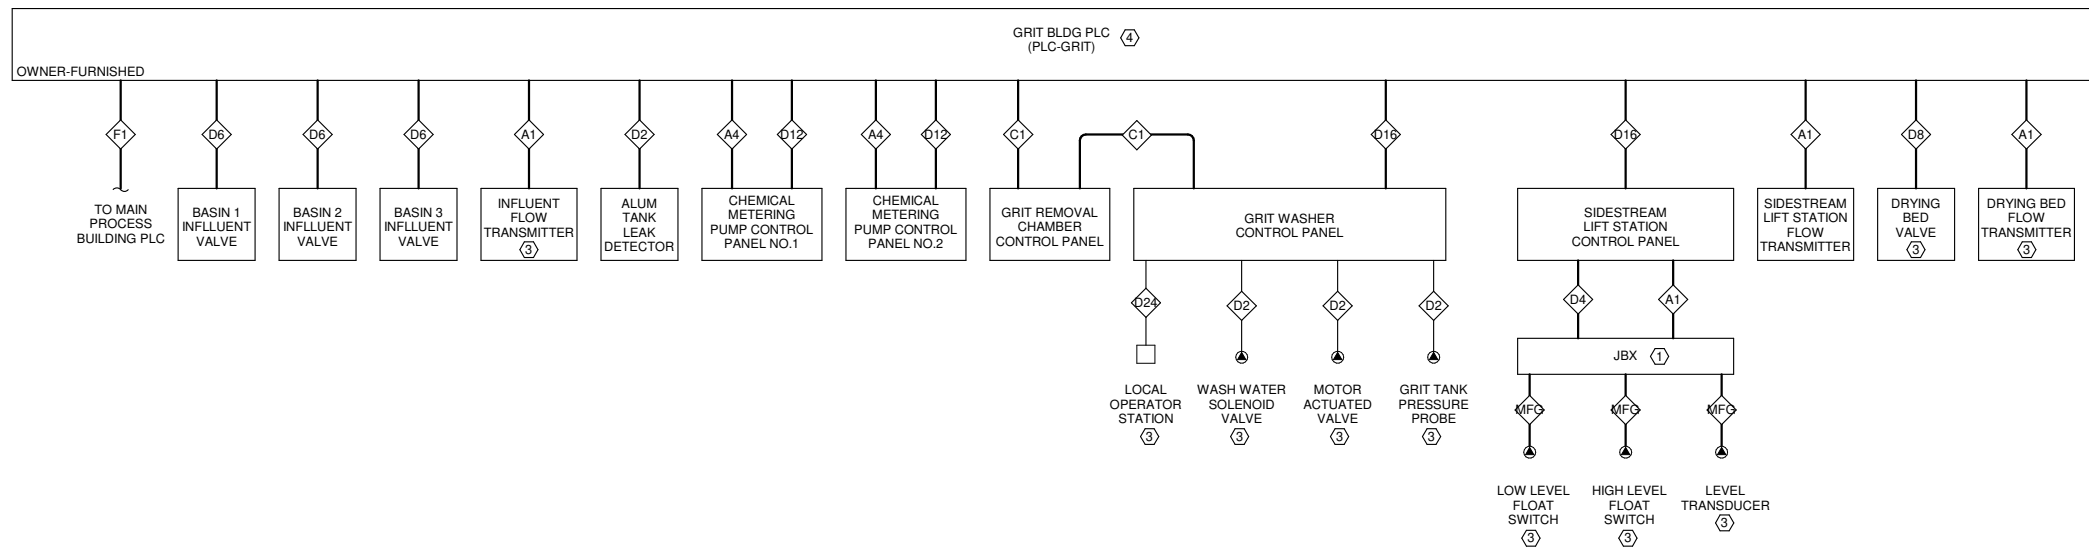 GRIT BLDG PLC 4
(PLC-GRIT)
OWNER-FURNISHED
F1
D6
D6
D6
A1
D2
A4
D12
A4
D12
C1
C1
D16
D16
A1
D8
A1
TO MAIN
PROCESS
BUILDING PLC
BASIN 1
INFLLUENT
VALVE
BASIN 2
INFLLUENT
VALVE
BASIN 3
INFLLUENT
VALVE
INFLUENT
FLOW
TRANSMITTER
3
ALUM
TANK
LEAK
DETECTOR
CHEMICAL
METERING
PUMP CONTROL
PANEL NO.1
CHEMICAL
METERING
PUMP CONTROL
PANEL NO.2
GRIT REMOVAL
CHAMBER
CONTROL PANEL
GRIT WASHER
CONTROL PANEL
SIDESTREAM
LIFT STATION
CONTROL PANEL
SIDESTREAM
LIFT STATION
FLOW
TRANSMITTER
DRYING
BED
VALVE
3
DRYING BED
FLOW
TRANSMITTER
3
D24
D2
D2
D2
D4
A1
LOCAL
OPERATOR
STATION
3
WASH WATER
SOLENOID
VALVE
3
MOTOR
ACTUATED
VALVE
3
GRIT TANK
PRESSURE
PROBE
3
JBX 1
MFG
MFG
MFG
LOW LEVEL
FLOAT
SWITCH
3
HIGH LEVEL
FLOAT
SWITCH
3
LEVEL
TRANSDUCER
3